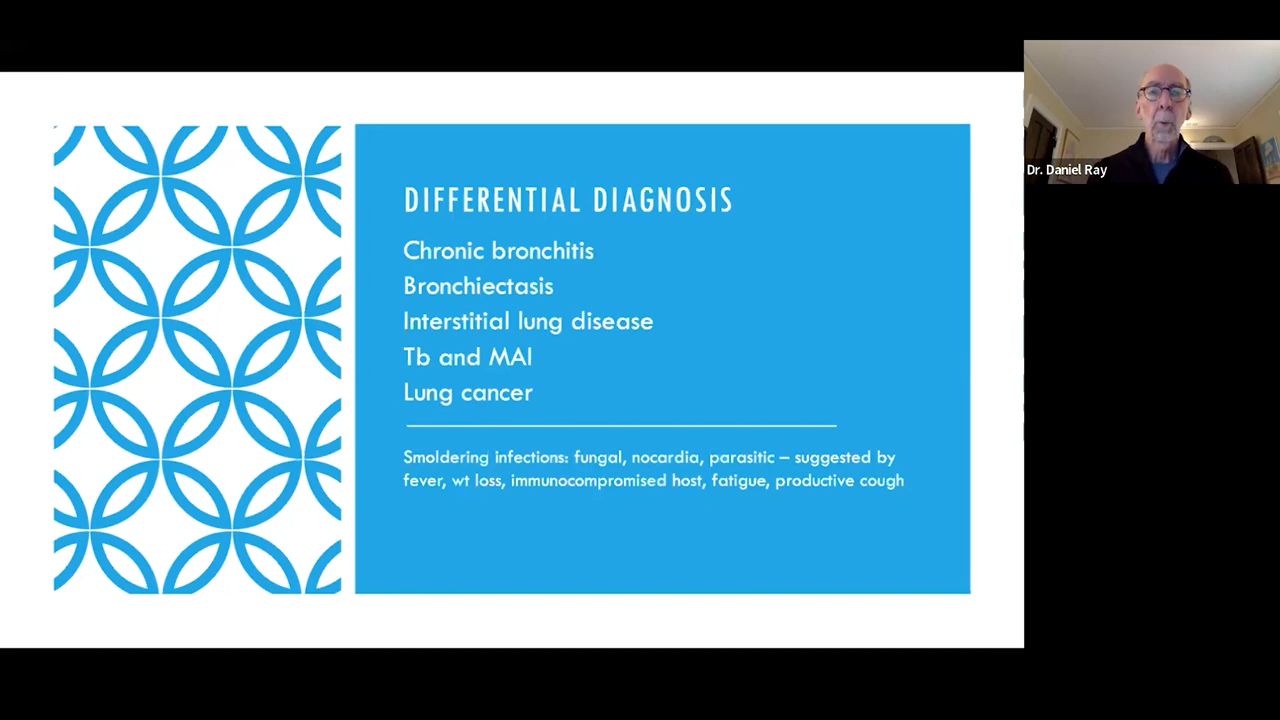 DIFFERENTIAL DIAGNOSIS
Chronic bronchitis
Bronchiectasis
Interstitial lung disease
Tb and MAI
Lung cancer
Smoldering infections: fungal, nocardia, parasitic – suggested by
fever, wt loss, immunocompromised host, fatigue, productive cough
Dr. Daniel Ray